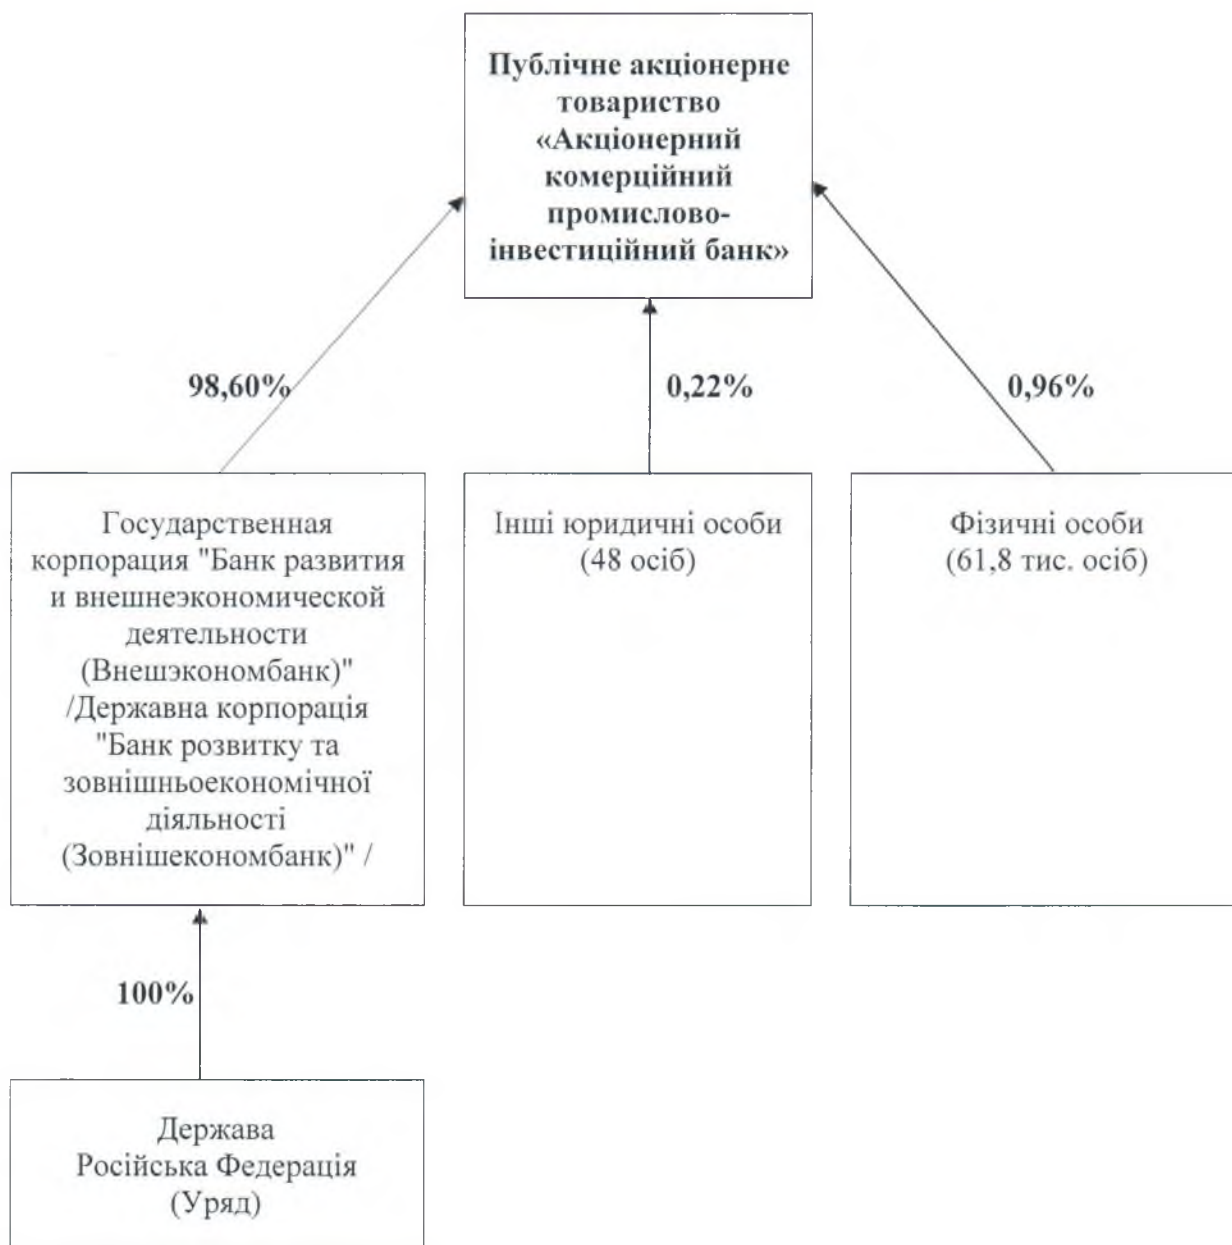 Публічне акціонерне
товариство
«Акціонерний
комерційний
промислово-
інвестиційний банк»
98,60%
0,22%
0,96%
Государственная
корпорация "Банк развития
и внешнеэкономической
деятельности
(Внешэкономбанк)"
/Державна корпорація
"Банк розвитку та
зовнішньоекономічної
діяльності
(Зовнішекономбанк)" /
Інші юридичні особи
(48 осіб)
Фізичні особи
(61,8 тис. осіб)
100%
Держава
Російська Федерація
(Уряд)